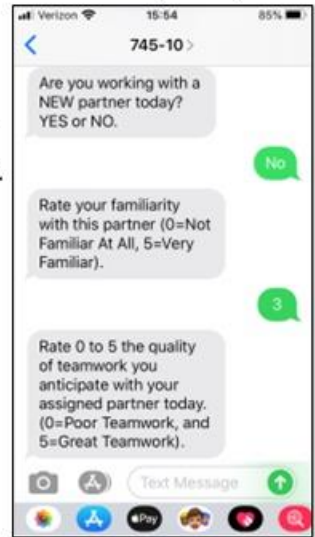 Verizon 15:54 85%
745-10 >
Are you working with a
NEW partner today?
YES or NO.
No
Rate your familiarity
with this partner (0=Not
Familiar At All, 5=Very
Familiar).
3
Rate 0 to 5 the quality
of teamwork you
anticipate with your
assigned partner today.
(0=Poor Teamwork, and
5=Great Teamwork).
Text Message
Pay